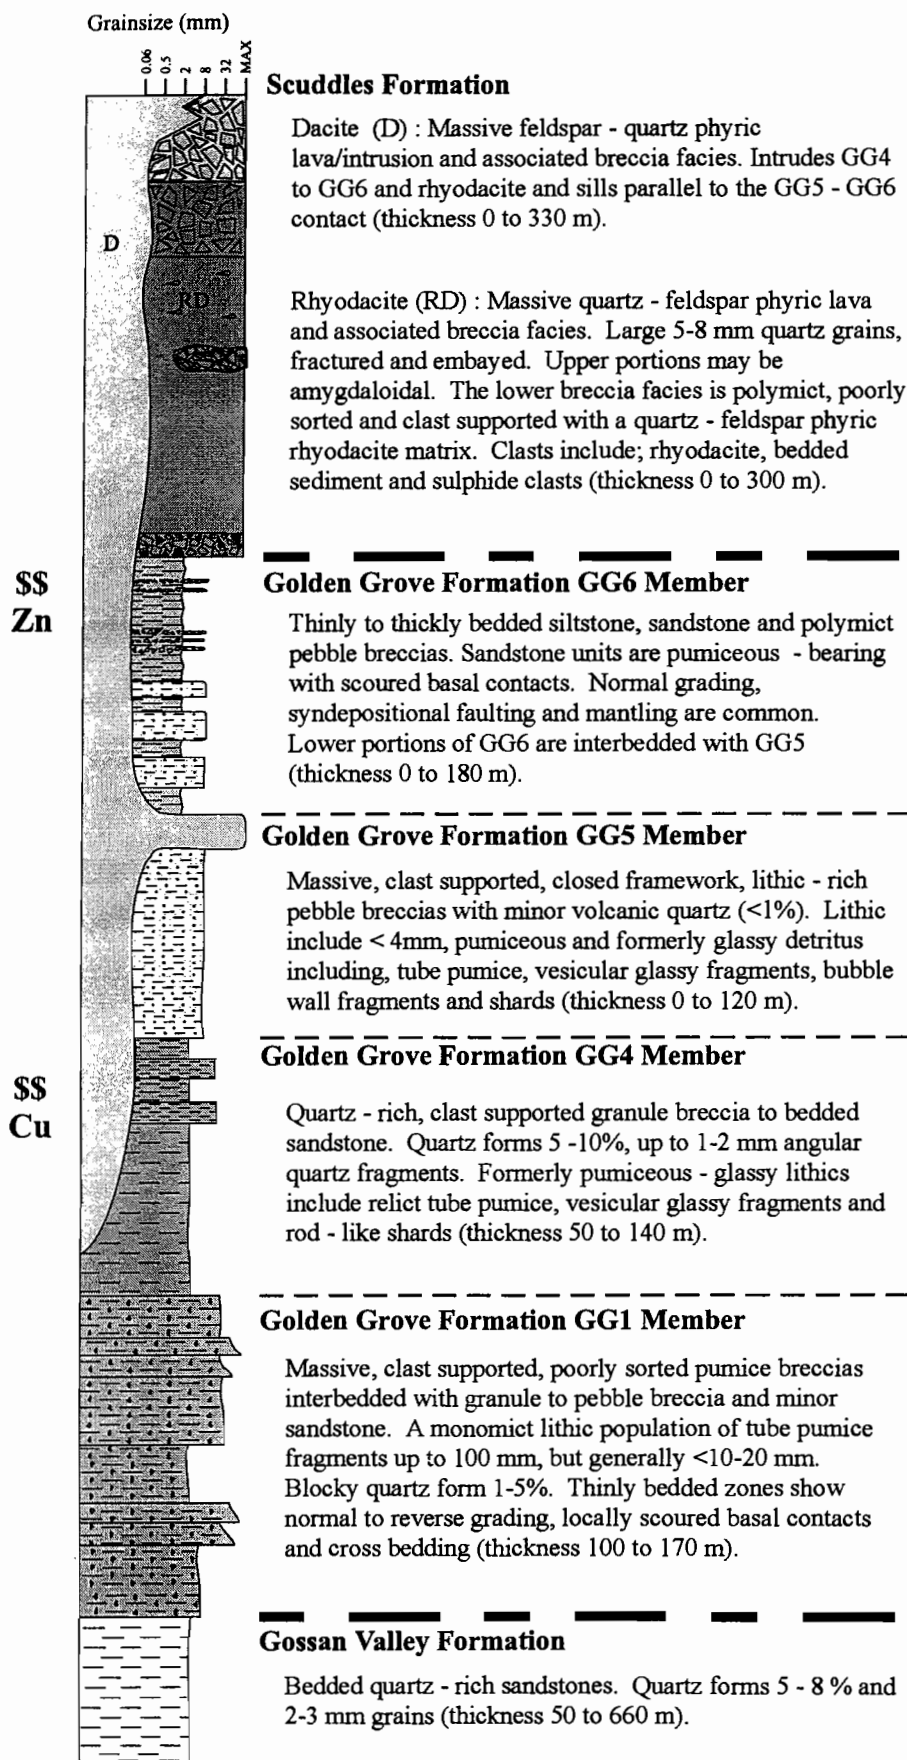 Grainsize (mm)
0.06
0.5
2
8
32
MAX
Scuddles Formation
Dacite (D) : Massive feldspar - quartz phyric
lava/intrusion and associated breccia facies. Intrudes GG4
to GG6 and rhyodacite and sills parallel to the GG5 - GG6
contact (thickness 0 to 330 m).
D
RD
Rhyodacite (RD) : Massive quartz - feldspar phyric lava
and associated breccia facies. Large 5-8 mm quartz grains,
fractured and embayed. Upper portions may be
amygdaloidal. The lower breccia facies is polymict, poorly
sorted and clast supported with a quartz - feldspar phyric
rhyodacite matrix. Clasts include; rhyodacite, bedded
sediment and sulphide clasts (thickness 0 to 300 m).
$$
Zn
Golden Grove Formation GG6 Member
Thinly to thickly bedded siltstone, sandstone and polymict
pebble breccias. Sandstone units are pumiceous - bearing
with scoured basal contacts. Normal grading,
syndepositional faulting and mantling are common.
Lower portions of GG6 are interbedded with GG5
(thickness 0 to 180 m).
Golden Grove Formation GG5 Member
Massive, clast supported, closed framework, lithic - rich
pebble breccias with minor volcanic quartz (<1%). Lithic
include < 4mm, pumiceous and formerly glassy detritus
including, tube pumice, vesicular glassy fragments, bubble
wall fragments and shards (thickness 0 to 120 m).
$$
Cu
Golden Grove Formation GG4 Member
Quartz - rich, clast supported granule breccia to bedded
sandstone. Quartz forms 5 -10%, up to 1-2 mm angular
quartz fragments. Formerly pumiceous - glassy lithics
include relict tube pumice, vesicular glassy fragments and
rod - like shards (thickness 50 to 140 m).
Golden Grove Formation GG1 Member
Massive, clast supported, poorly sorted pumice breccias
interbedded with granule to pebble breccia and minor
sandstone. A monomict lithic population of tube pumice
fragments up to 100 mm, but generally <10-20 mm.
Blocky quartz form 1-5%. Thinly bedded zones show
normal to reverse grading, locally scoured basal contacts
and cross bedding (thickness 100 to 170 m).
Gossan Valley Formation
Bedded quartz - rich sandstones. Quartz forms 5 - 8 % and
2-3 mm grains (thickness 50 to 660 m).